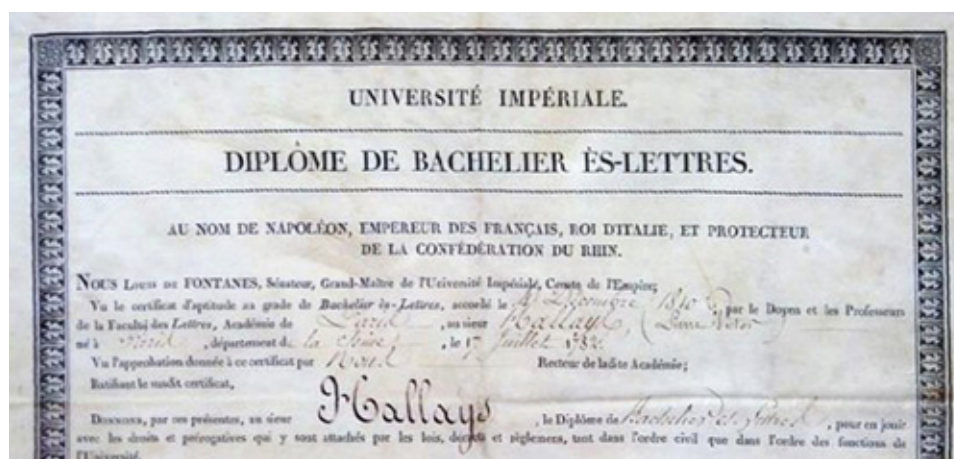 UNIVERSITÉ IMPÉRIALE.
DIPLÔME DE BACHELIER ÈS-LETTRES.
AU NOM DE NAPOLÉON, EMPEREUR DES FRANÇAIS, ROI D'ITALIE, ET PROTECTEUR
DE LA CONFÉDÉRATION DU RHIN.
NOUS LOUIS DE FONTANES, Sénateur, Grand-Maître de l'Université Impériale, Comte de l'Empire;
Vu le certificat d'aptitude au grade de Bachelier ès-Lettres, accordé le Décembre 1810 par le Doyen et les Professeurs
de la Faculté des Lettres, Académie de Paris, au sieur Hallays
né à Paris, département de la Seine, le 17 Juillet
Vu l'approbation donnée à ce certificat par Nous Recteur de ladite Académie;
Ratifiant le susdit certificat,
DONNONS, par ces présentes, au sieur Hallays, le Diplôme de Bachelier ès-Lettres, pour en jouir
avec les droits et prérogatives qui y sont attachés par les lois, décrets et réglemens, tant dans l'ordre civil que dans l'ordre des fonctions de
l'Université.